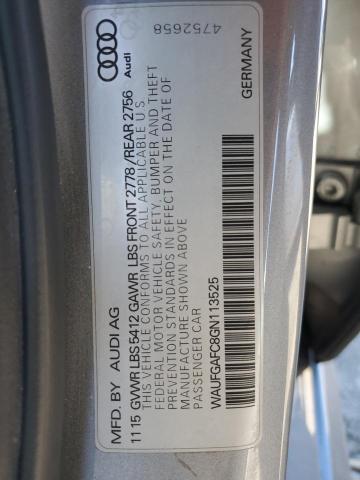 MFD. BY AUDI AG
11 15 GVWR LBS 5412 GAWR LBS FRONT 2778 /REAR 2756
THIS VEHICLE CONFORMS TO ALL APPLICABLE U.S.
FEDERAL MOTOR VEHICLE SAFETY, BUMPER AND THEFT
PREVENTION STANDARDS IN EFFECT ON THE DATE OF
MANUFACTURE SHOWN ABOVE
PASSENGER CAR
WAUFGAFC8GN113525
GERMANY
Audi
4752658